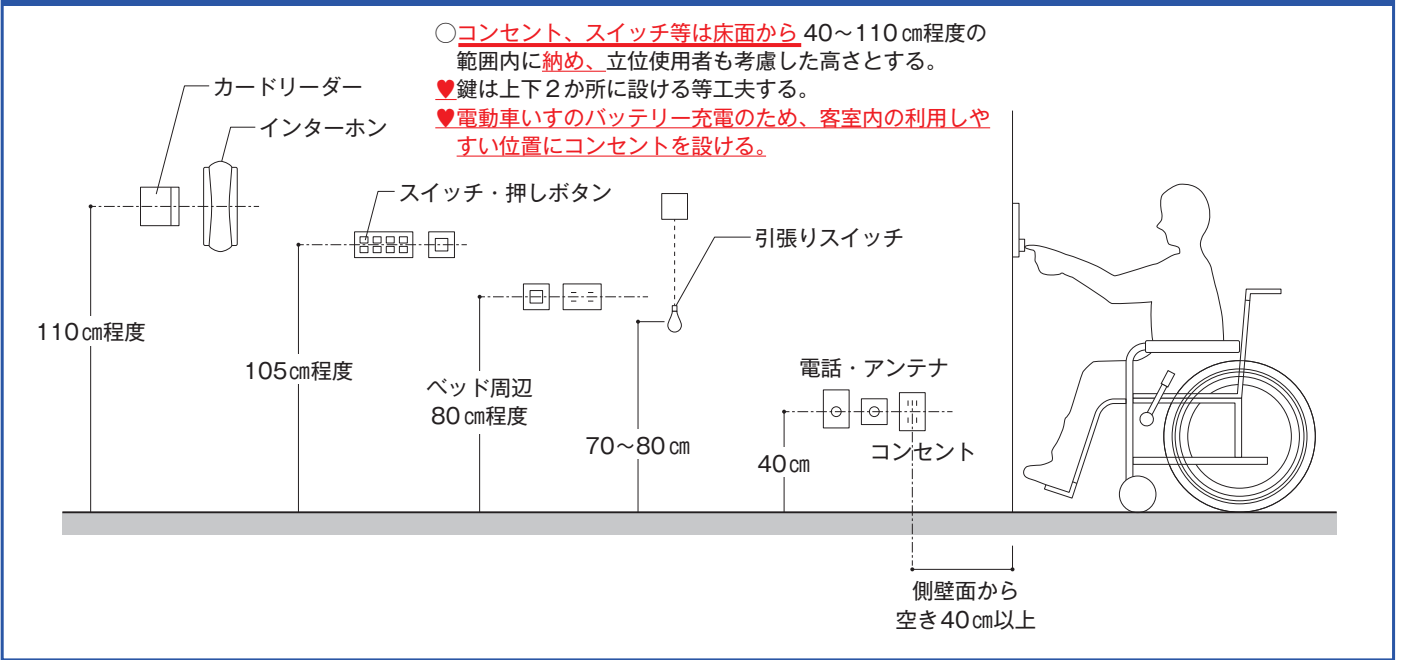 ○コンセント、スイッチ等は床面から 40～110㎝程度の
範囲内に納め、立位使用者も考慮した高さとする。
♥鍵は上下２か所に設ける等工夫する。
♥電動車いすのバッテリー充電のため、客室内の利用しや
すい位置にコンセントを設ける。
カードリーダー
インターホン
スイッチ・押しボタン
引張りスイッチ
110㎝程度
105㎝程度
ベッド周辺
80㎝程度
70～80㎝
電話・アンテナ
40㎝
コンセント
側壁面から
空き40㎝以上